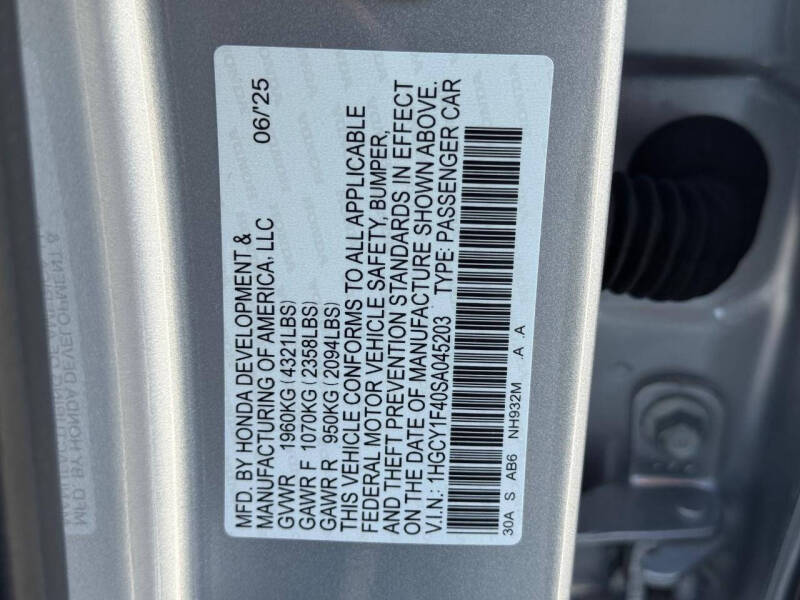 MFD. BY HONDA DEVELOPMENT & 06/'25
MANUFACTURING OF AMERICA, LLC
GVWR 1960KG (4321LBS)
GAWR F 1070KG (2358LBS)
GAWR R 950KG (2094LBS)
THIS VEHICLE CONFORMS TO ALL APPLICABLE
FEDERAL MOTOR VEHICLE SAFETY, BUMPER,
AND THEFT PREVENTION STANDARDS IN EFFECT
ON THE DATE OF MANUFACTURE SHOWN ABOVE.
V.I.N.: 1HGCY1F40SA045203 TYPE: PASSENGER CAR
30A S AB6 NH932M .A .A